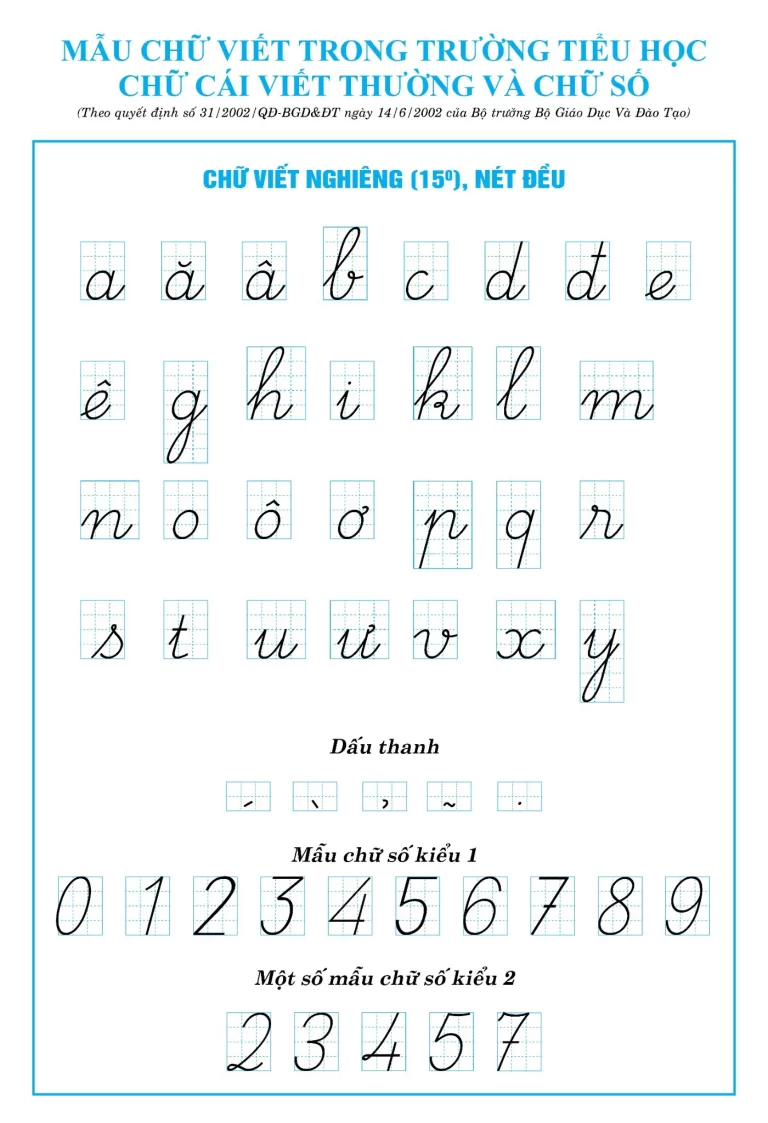 MẪU CHỮ VIẾT TRONG TRƯỜNG TIỂU HỌC
CHỮ CÁI VIẾT THƯỜNG VÀ CHỮ SỐ
(Theo quyết định số 31/2002/QĐ-BGD&ĐT ngày 14/6/2002 của Bộ trưởng Bộ Giáo Dục Và Đào Tạo)
CHỮ VIẾT NGHIÊNG (15⁰), NÉT ĐỀU
a ă â b c d đ e
ê g h i k l m
n o ô ơ p q r
s t u ư v x y
Dấu thanh
´ ` ̉ ~ .
Mẫu chữ số kiểu 1
0 1 2 3 4 5 6 7 8 9
Một số mẫu chữ số kiểu 2
2 3 4 5 7